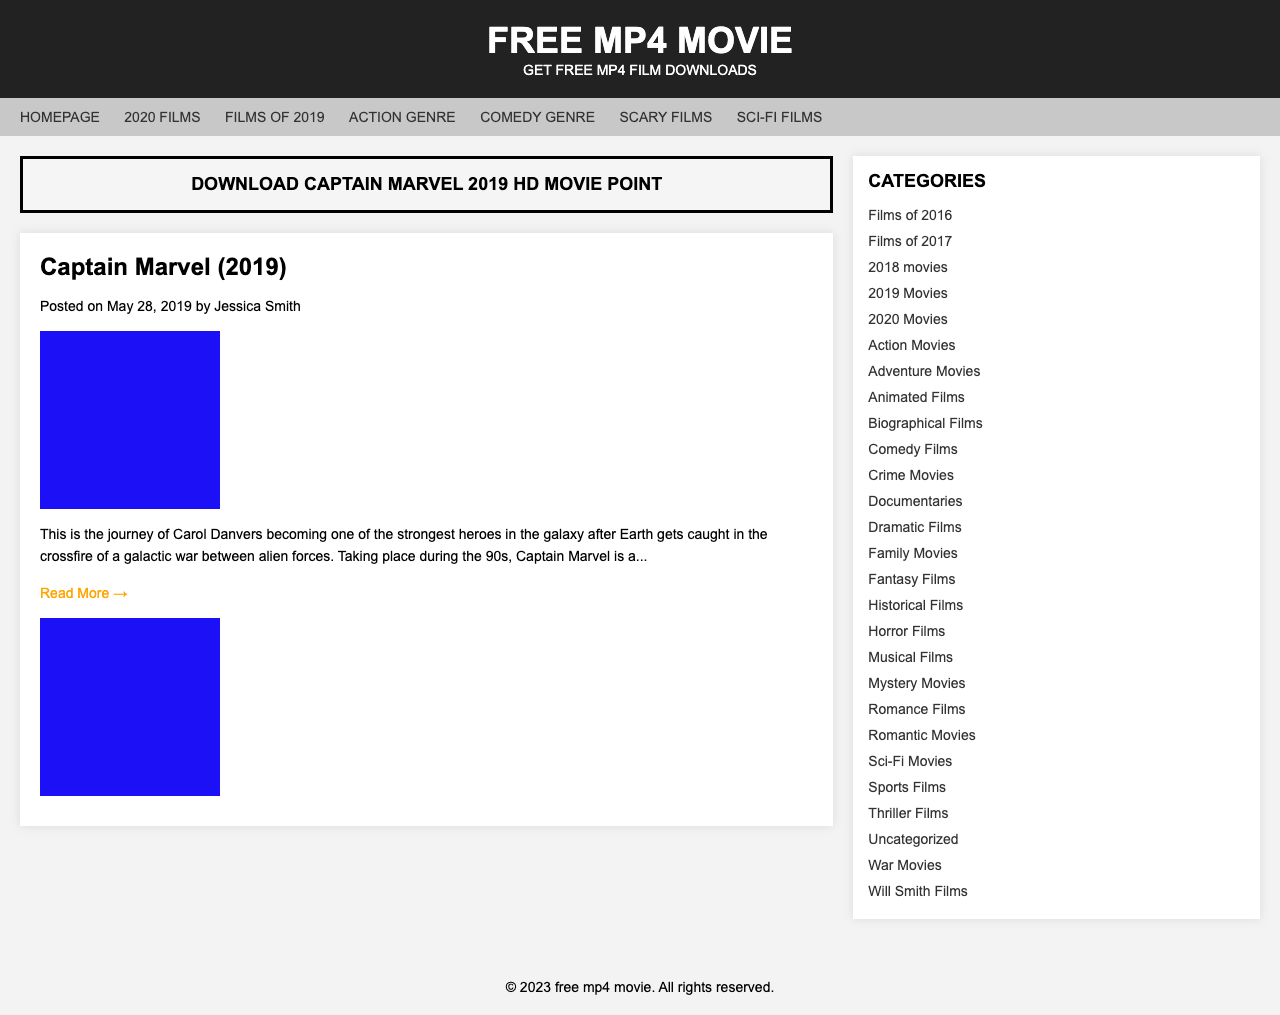 FREE MP4 MOVIE
GET FREE MP4 FILM DOWNLOADS
HOMEPAGE 2020 FILMS FILMS OF 2019 ACTION GENRE COMEDY GENRE SCARY FILMS SCI-FI FILMS
DOWNLOAD CAPTAIN MARVEL 2019 HD MOVIE POINT
Captain Marvel (2019)
Posted on May 28, 2019 by Jessica Smith
This is the journey of Carol Danvers becoming one of the strongest heroes in the galaxy after Earth gets caught in the
crossfire of a galactic war between alien forces. Taking place during the 90s, Captain Marvel is a...
Read More →
CATEGORIES
Films of 2016
Films of 2017
2018 movies
2019 Movies
2020 Movies
Action Movies
Adventure Movies
Animated Films
Biographical Films
Comedy Films
Crime Movies
Documentaries
Dramatic Films
Family Movies
Fantasy Films
Historical Films
Horror Films
Musical Films
Mystery Movies
Romance Films
Romantic Movies
Sci-Fi Movies
Sports Films
Thriller Films
Uncategorized
War Movies
Will Smith Films
© 2023 free mp4 movie. All rights reserved.